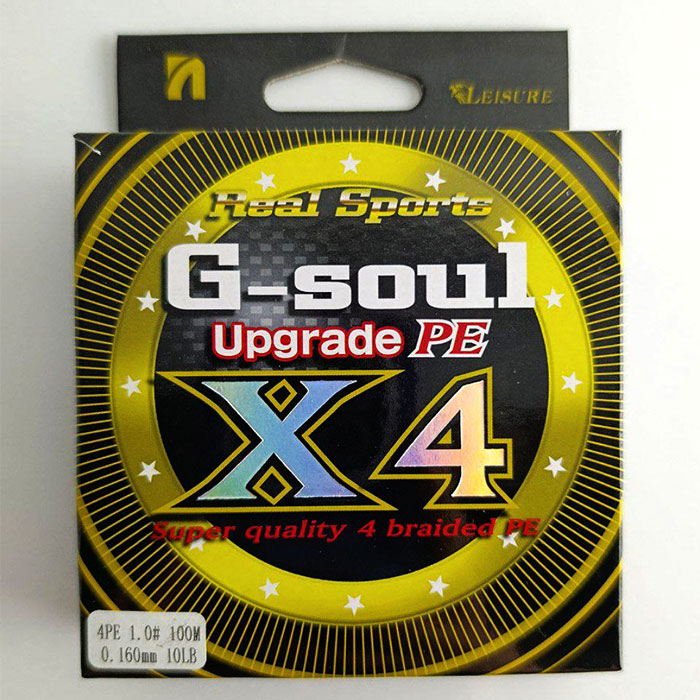 LEISURE
Real Sports
G-soul
Upgrade PE
X4
Super quality 4 braided PE
4PE 1.0# 100M
0.160mm 10LB